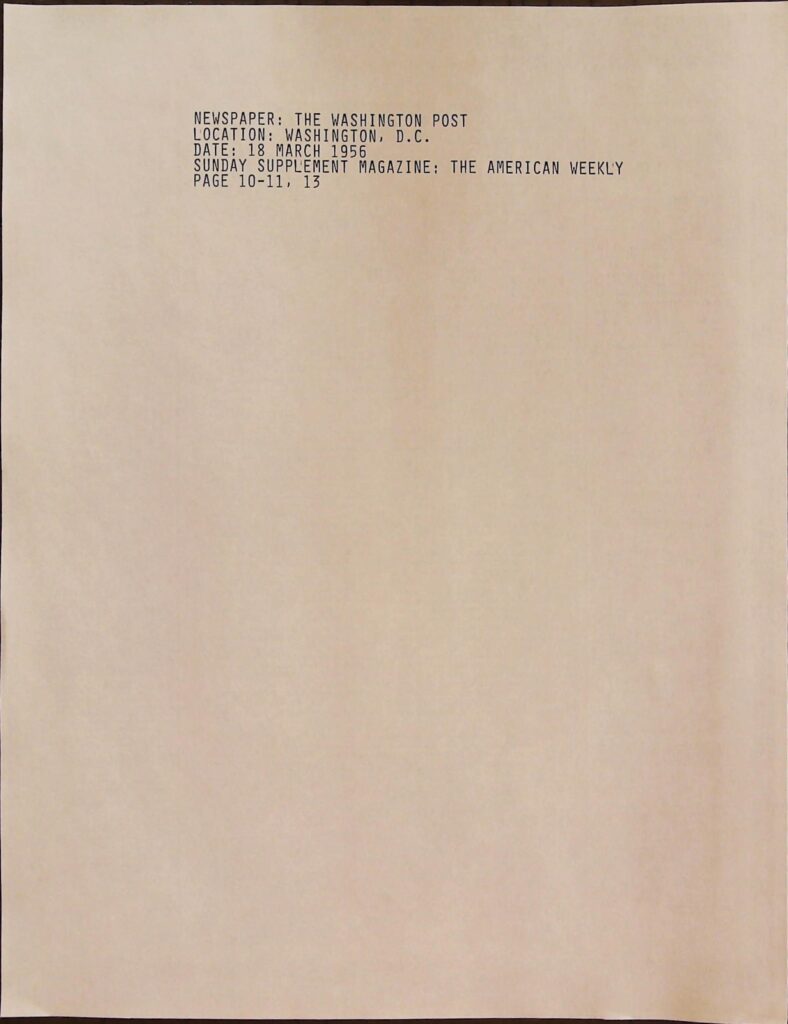 NEWSPAPER: THE WASHINGTON POST
LOCATION: WASHINGTON, D.C.
DATE: 18 MARCH 1956
SUNDAY SUPPLEMENT MAGAZINE: THE AMERICAN WEEKLY
PAGE 10-11, 13